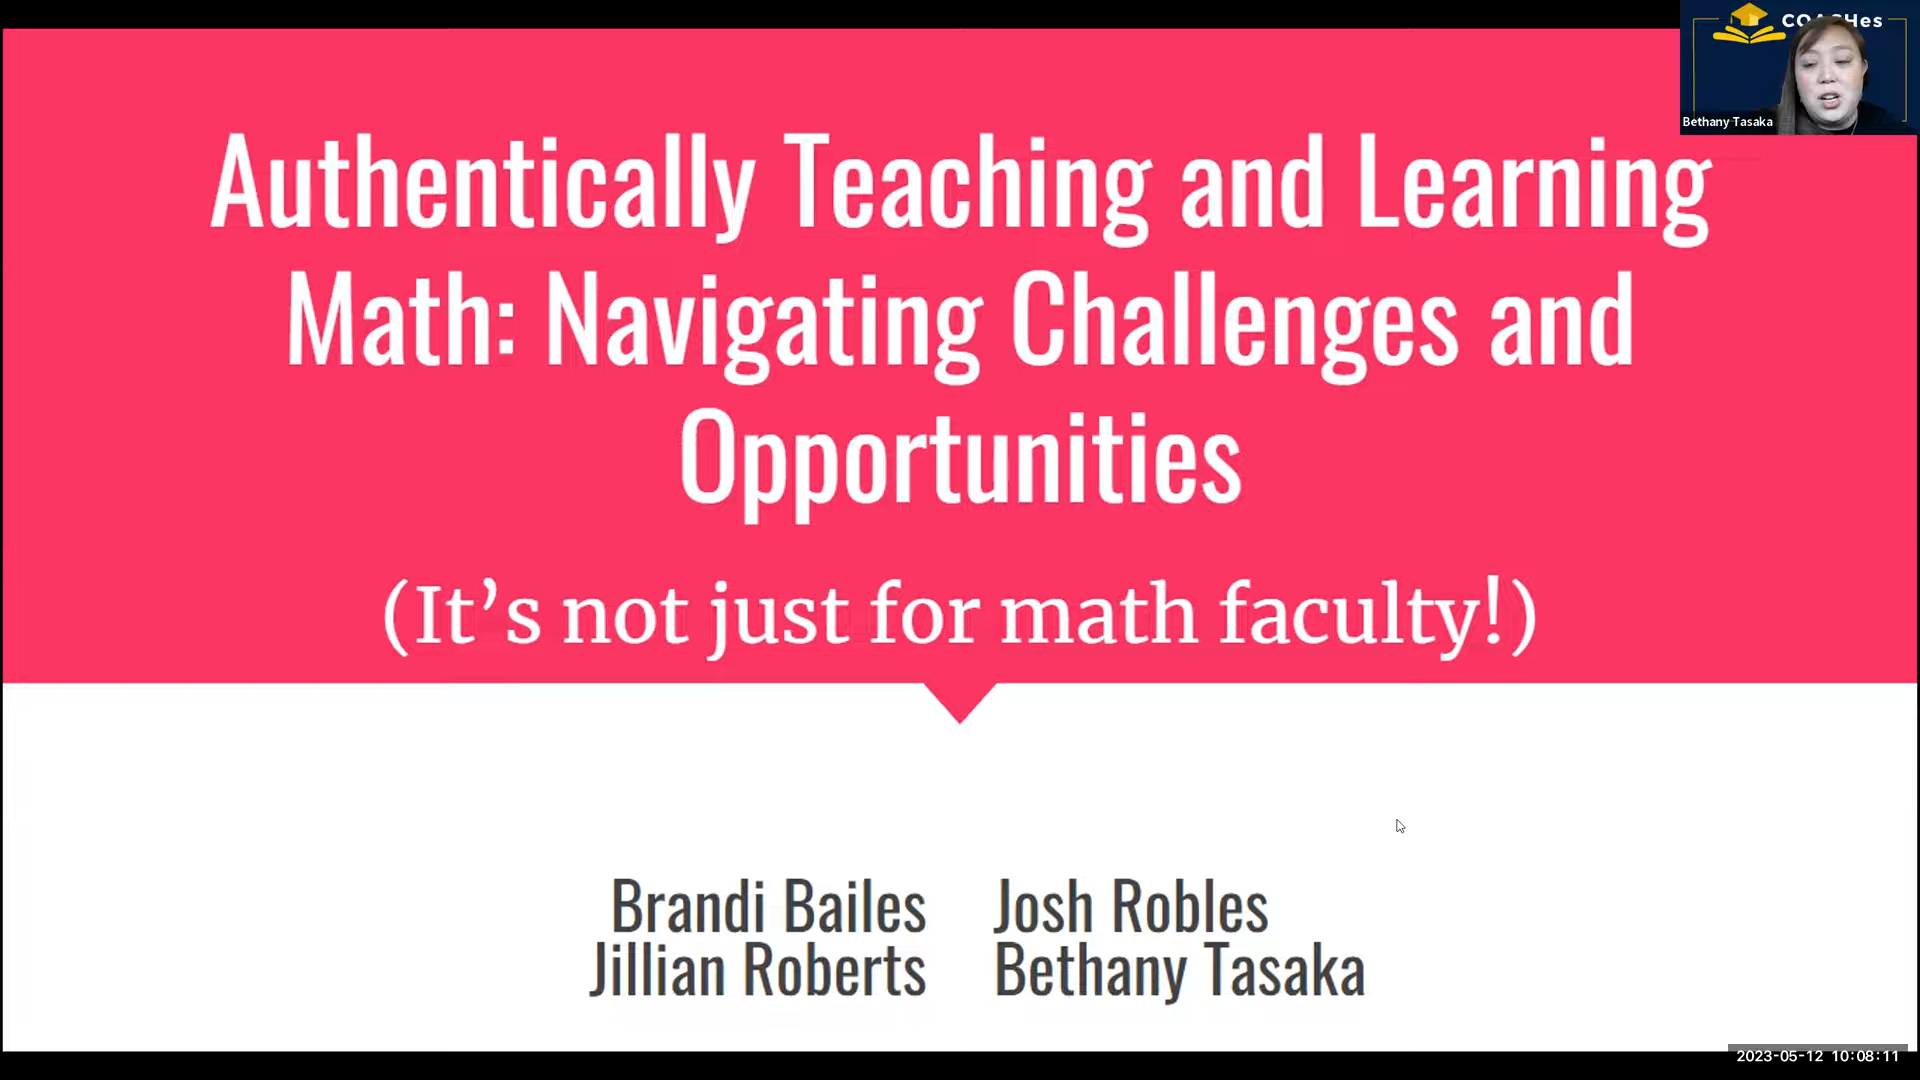 COACHes
Bethany Tasaka
Authentically Teaching and Learning
Math: Navigating Challenges and
Opportunities
(It’s not just for math faculty!)
Brandi Bailes
Josh Robles
Jillian Roberts
Bethany Tasaka
2023-05-12 10:08:11